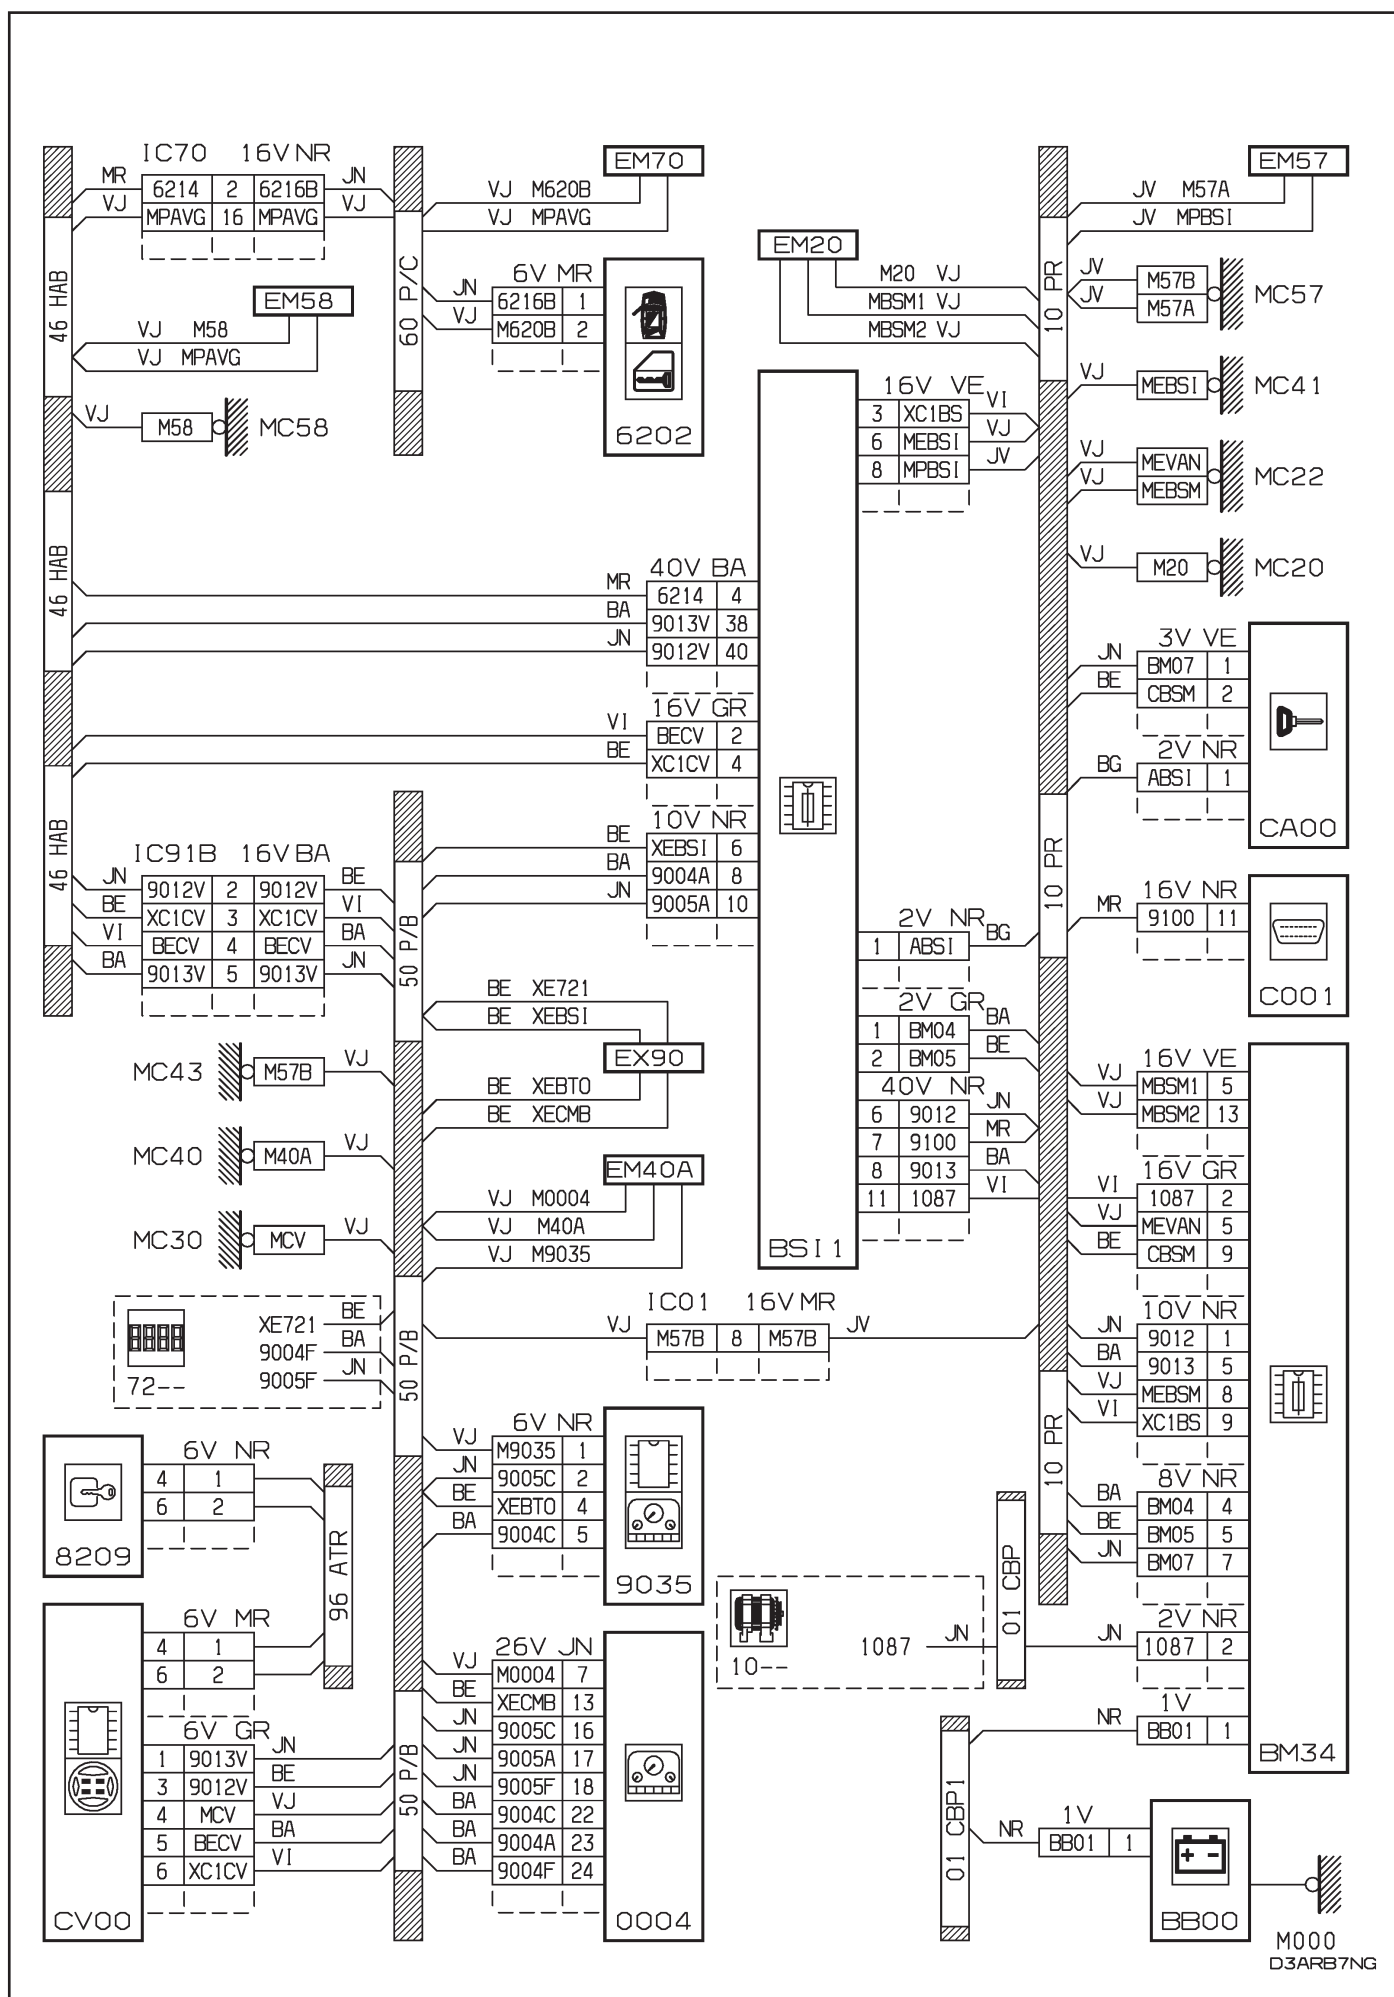 IC70 16V NR
MR 6214 2 6216B JN
VJ MPAVG 16 MPAVG VJ
46 HAB
60 P/C
EM70
VJ M620B
VJ MPAVG
EM58
VJ M58
VJ MPAVG
VJ M58 MC58
6V MR
JN 6216B 1
VJ M620B 2
6202
EM20
M20 VJ
MBSM1 VJ
MBSM2 VJ
10 PR
EM57
JV M57A
JV MPBSI
JV M57B
JV M57A
MC57
VJ MEBSI MC41
VJ MEVAN
VJ MEBSM
MC22
VJ M20 MC20
16V VE
3 XC1BS VI
6 MEBSI VJ
8 MPBSI JV
46 HAB
40V BA
MR 6214 4
BA 9013V 38
JN 9012V 40
16V GR
VI BECV 2
BE XC1CV 4
10V NR
BE XEBSI 6
BA 9004A 8
JN 9005A 10
3V VE
JN BM07 1
BE CBSM 2
2V NR
BG ABSI 1
CA00
10 PR
46 HAB
IC91B 16V BA
JN 9012V 2 9012V BE
BE XC1CV 3 XC1CV VI
VI BECV 4 BECV BA
BA 9013V 5 9013V JN
50 P/B
16V NR
MR 9100 11
C001
2V NR
1 ABSI BG
2V GR
1 BM04 BA
2 BM05 BE
40V NR
6 9012 JN
7 9100 MR
8 9013 BA
11 1087 VI
BSI1
BE XE721
BE XEBSI
EX90
BE XEBTO
BE XECMB
MC43 M57B VJ
MC40 M40A VJ
MC30 MCV VJ
EM40A
VJ M0004
VJ M40A
VJ M9035
16V VE
VJ MBSM1 5
VJ MBSM2 13
16V GR
VI 1087 2
VJ MEVAN 5
BE CBSM 9
10V NR
JN 9012 1
BA 9013 5
VJ MEBSM 8
VI XC1BS 9
8V NR
BA BM04 4
BE BM05 5
JN BM07 7
2V NR
JN 1087 2
1V
NR BB01 1
BM34
10 PR
XE721 BE
9004F BA
9005F JN
72--
50 P/B
IC01 16V MR
VJ M57B 8 M57B JV
6V NR
4 1
6 2
8209
96 ATR
6V NR
VJ M9035 1
JN 9005C 2
BE XEBTO 4
BA 9004C 5
9035
01 CBP
1087 JN
10--
6V MR
4 1
6 2
6V GR
1 9013V JN
3 9012V BE
4 MCV VJ
5 BECV BA
6 XC1CV VI
CV00
50 P/B
26V JN
VJ M0004 7
BE XECMB 13
JN 9005C 16
JN 9005A 17
JN 9005F 18
BA 9004C 22
BA 9004A 23
BA 9004F 24
0004
01 CBP1
1V
NR BB01 1
BB00
M000
D3ARB7NG